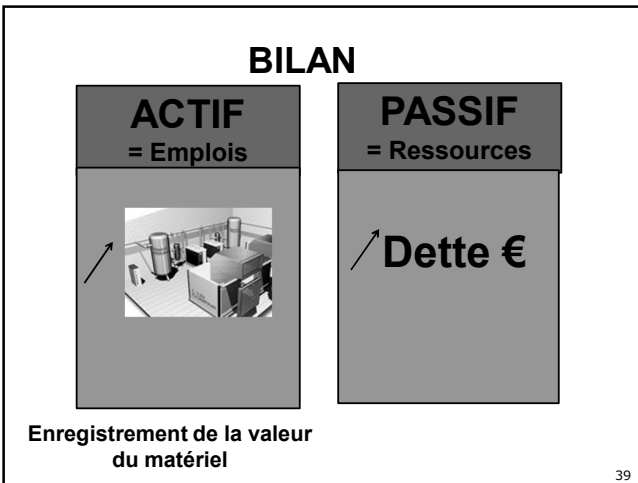 BILAN
ACTIF
= Emplois
PASSIF
= Ressources
Dette €
Enregistrement de la valeur
du matériel
39